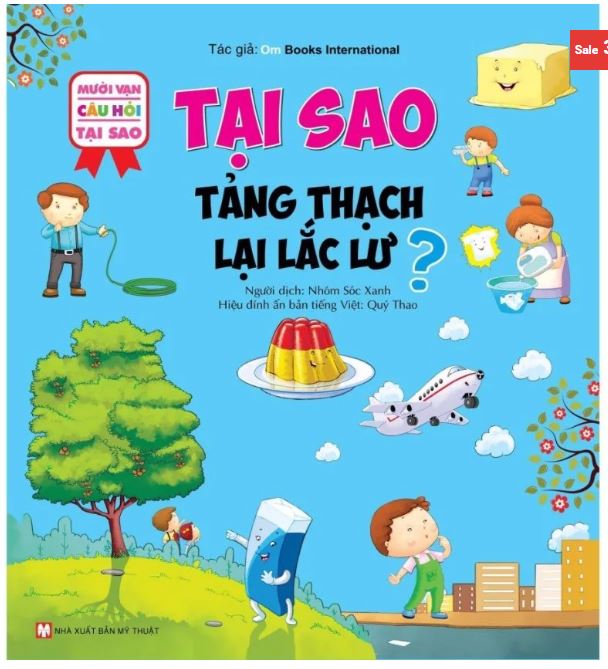 Tác giả: Om Books International
Sale 3
MƯỜI VẠN
CÂU HỎI
TẠI SAO
TẠI SAO
TẢNG THẠCH
LẠI LẮC LƯ ?
Người dịch: Nhóm Sóc Xanh
Hiệu đính ấn bản tiếng Việt: Quý Thao
NHÀ XUẤT BẢN MỸ THUẬT